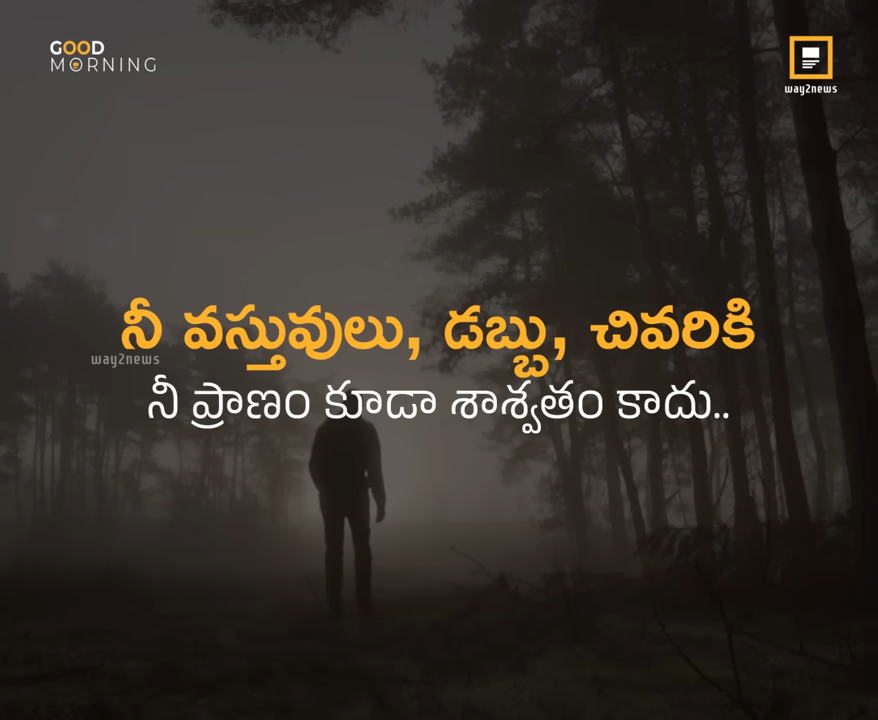 GOOD
MORNING
way2news
నీ వస్తువులు, డబ్బు, చివరికి
way2news
నీ ప్రాణం కూడా శాశ్వతం కాదు..